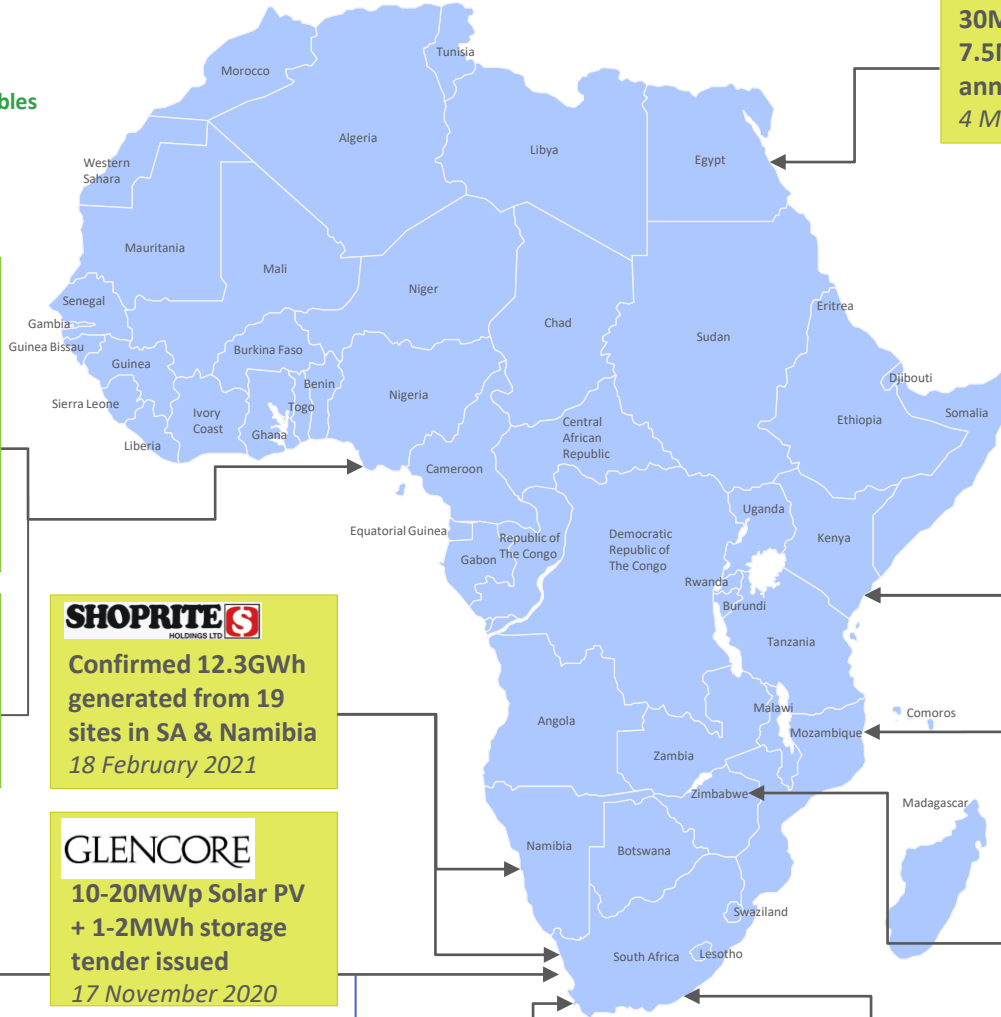 30M
7.5M
ann
4 M
bles
Tunisia
Morocco
Algeria
Libya
Egypt
Western
Sahara
Mauritania
Mali
Niger
Chad
Sudan
Eritrea
Senegal
Gambia
Guinea Bissau
Guinea
Burkina Faso
Benin
Nigeria
Djibouti
Sierra Leone
Ivory
Coast
Togo
Ghana
Liberia
Central
African
Republic
Ethiopia
Somalia
Cameroon
Uganda
Kenya
Equatorial Guinea
Republic of
The Congo
Gabon
Democratic
Republic of
The Congo
Rwanda
Burundi
Tanzania
SHOPRITE S
HOLDINGS LTD
Confirmed 12.3GWh
generated from 19
sites in SA & Namibia
18 February 2021
Angola
Malawi
Comoros
Mozambique
Zambia
Zimbabwe
Madagascar
GLENCORE
10-20MWp Solar PV
+ 1-2MWh storage
tender issued
17 November 2020
Namibia
Botswana
Swaziland
South Africa
Lesotho